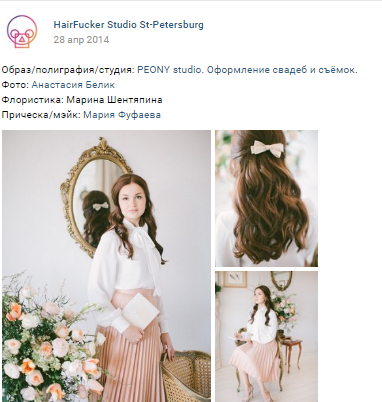 HairFucker Studio St-Petersburg
28 апр 2014
Образ/полиграфия/студия: PEONY studio. Оформление свадеб и съёмок.
Фото: Анастасия Белик
Флористика: Марина Шентяпина
Прическа/мэйк: Мария Фуфаева